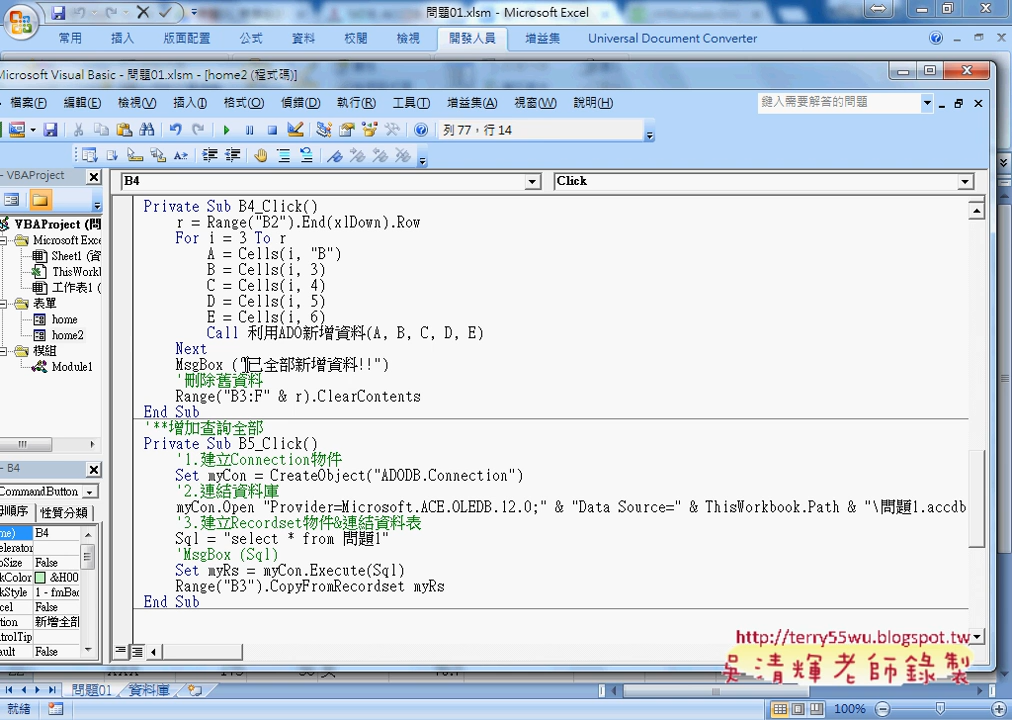 問題01.xlsm - Microsoft Excel
常用 插入 版面配置 公式 資料 校閱 檢視 開發人員 增益集 Universal Document Converter
Microsoft Visual Basic - 問題01.xlsm - [home2 (程式碼)]
檔案(F) 編輯(E) 檢視(V) 插入(I) 格式(O) 偵錯(D) 執行(R) 工具(T) 增益集(A) 視窗(W) 說明(H) 鍵入需要解答的問題
列 77，行 14
- VBAProject
B4 Click
VBAProject (問
Microsoft Exce
Sheet1 (資
ThisWorkl
工作表1 (
表單
home
home2
模組
Module1
Private Sub B4_Click()
r = Range("B2").End(xlDown).Row
For i = 3 To r
A = Cells(i, "B")
B = Cells(i, 3)
C = Cells(i, 4)
D = Cells(i, 5)
E = Cells(i, 6)
Call 利用ADO新增資料(A, B, C, D, E)
Next
MsgBox ("已全部新增資料!!")
'刪除舊資料
Range("B3:F" & r).ClearContents
End Sub
'**增加查詢全部
Private Sub B5_Click()
'1.建立Connection物件
Set myCon = CreateObject("ADODB.Connection")
'2.連結資料庫
myCon.Open "Provider=Microsoft.ACE.OLEDB.12.0;" & "Data Source=" & ThisWorkbook.Path & "\問題1.accdb
'3.建立Recordset物件&連結資料表
Sql = "select * from 問題1"
'MsgBox (Sql)
Set myRs = myCon.Execute(Sql)
Range("B3").CopyFromRecordset myRs
End Sub
- B4
CommandButton
性質分類
B4
False
&H00
1 - fmBac
False
新增全部
False
http://terry55wu.blogspot.tw
吳清輝老師錄製
問題01 資料庫
就緒 100%